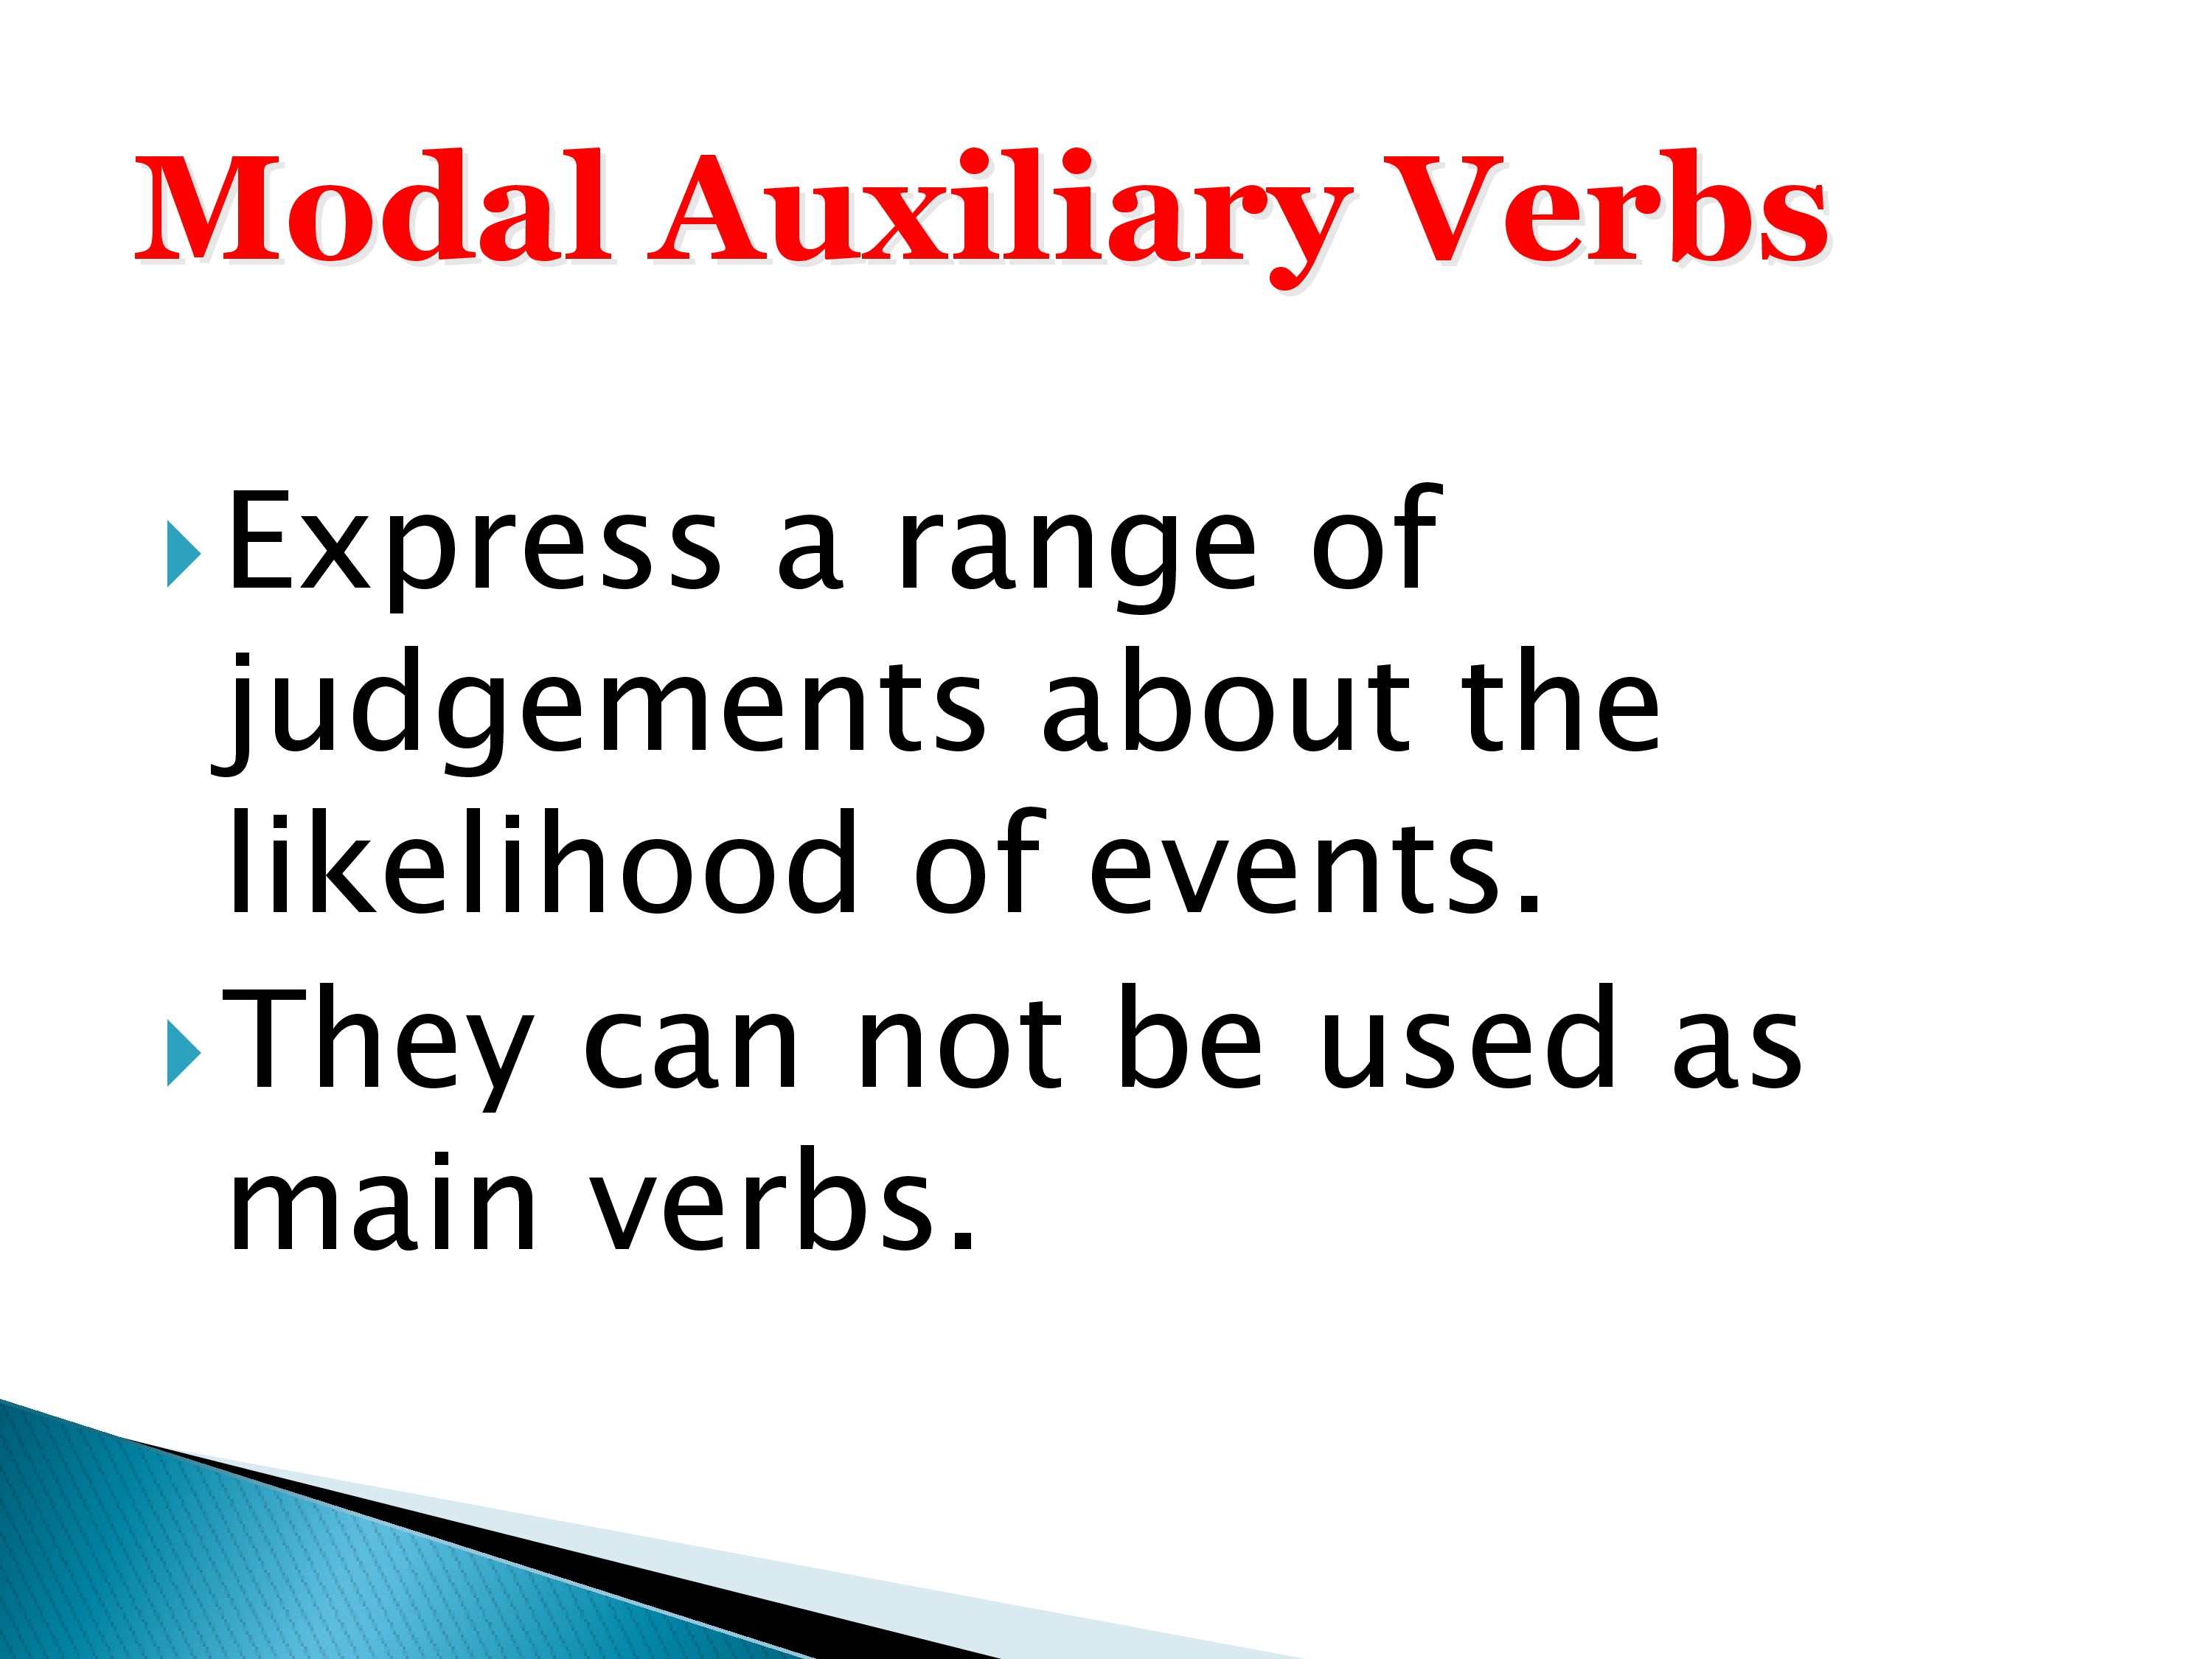 Modal Auxiliary Verbs
Express a range of
judgements about the
likelihood of events.
They can not be used as
main verbs.